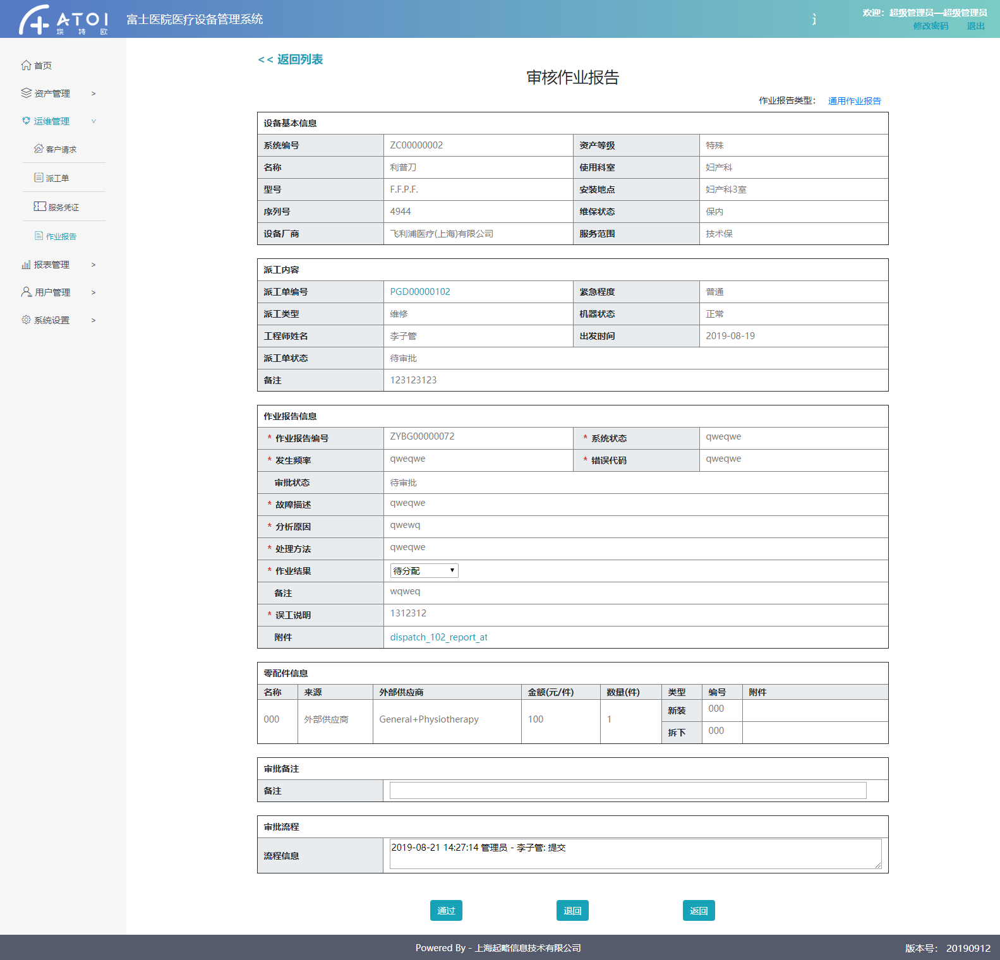 ATOI
埃特欧
富士医院医疗设备管理系统
欢迎：超级管理员—超级管理员
修改密码 退出
首页
资产管理 >
运维管理 v
客户请求
派工单
服务凭证
作业报告
报表管理 >
用户管理 >
系统设置 >
<< 返回列表
审核作业报告
作业报告类型： 通用作业报告
设备基本信息
系统编号 ZC00000002 资产等级 特殊
名称 利普刀 使用科室 妇产科
型号 F.F.P.F. 安装地点 妇产科3室
序列号 4944 维保状态 保内
设备厂商 飞利浦医疗(上海)有限公司 服务范围 技术保
派工内容
派工单编号 PGD00000102 紧急程度 普通
派工类型 维修 机器状态 正常
工程师姓名 李子管 出发时间 2019-08-19
派工单状态 待审批
备注 123123123
作业报告信息
* 作业报告编号 ZYBG00000072 * 系统状态 qweqwe
* 发生频率 qweqwe * 错误代码 qweqwe
审批状态 待审批
* 故障描述 qweqwe
* 分析原因 qwewq
* 处理方法 qweqwe
* 作业结果 待分配
备注 wqweq
* 误工说明 1312312
附件 dispatch_102_report_at
零配件信息
名称 来源 外部供应商 金额(元/件) 数量(件) 类型 编号 附件
000 外部供应商 General+Physiotherapy 100 1 新装 000
拆下 000
审批备注
备注
审批流程
流程信息 2019-08-21 14:27:14 管理员 - 李子管: 提交
通过 退回 返回
Powered By - 上海起略信息技术有限公司
版本号： 20190912